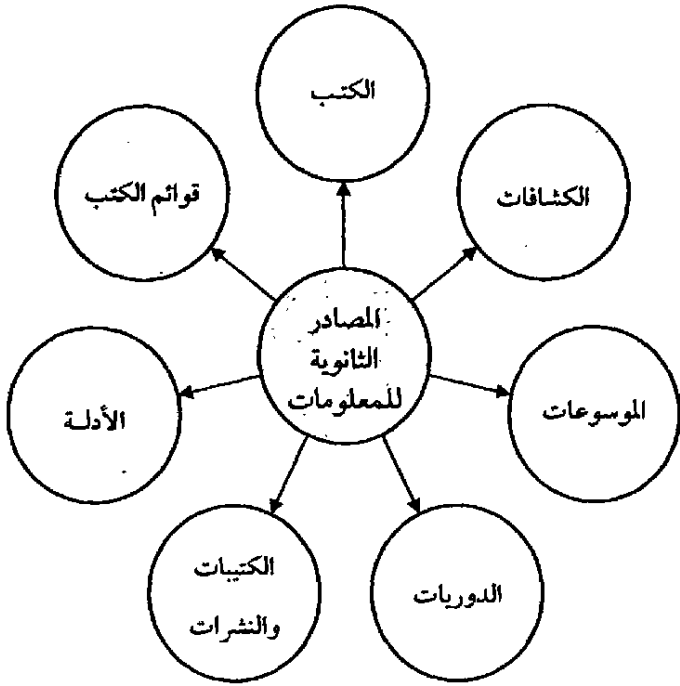 الكتب
الكشافات
قوائم الكتب
المصادر
الثانوية
للمعلومات
الموسوعات
الأدلة
الكتيبات
والنشرات
الدوريات